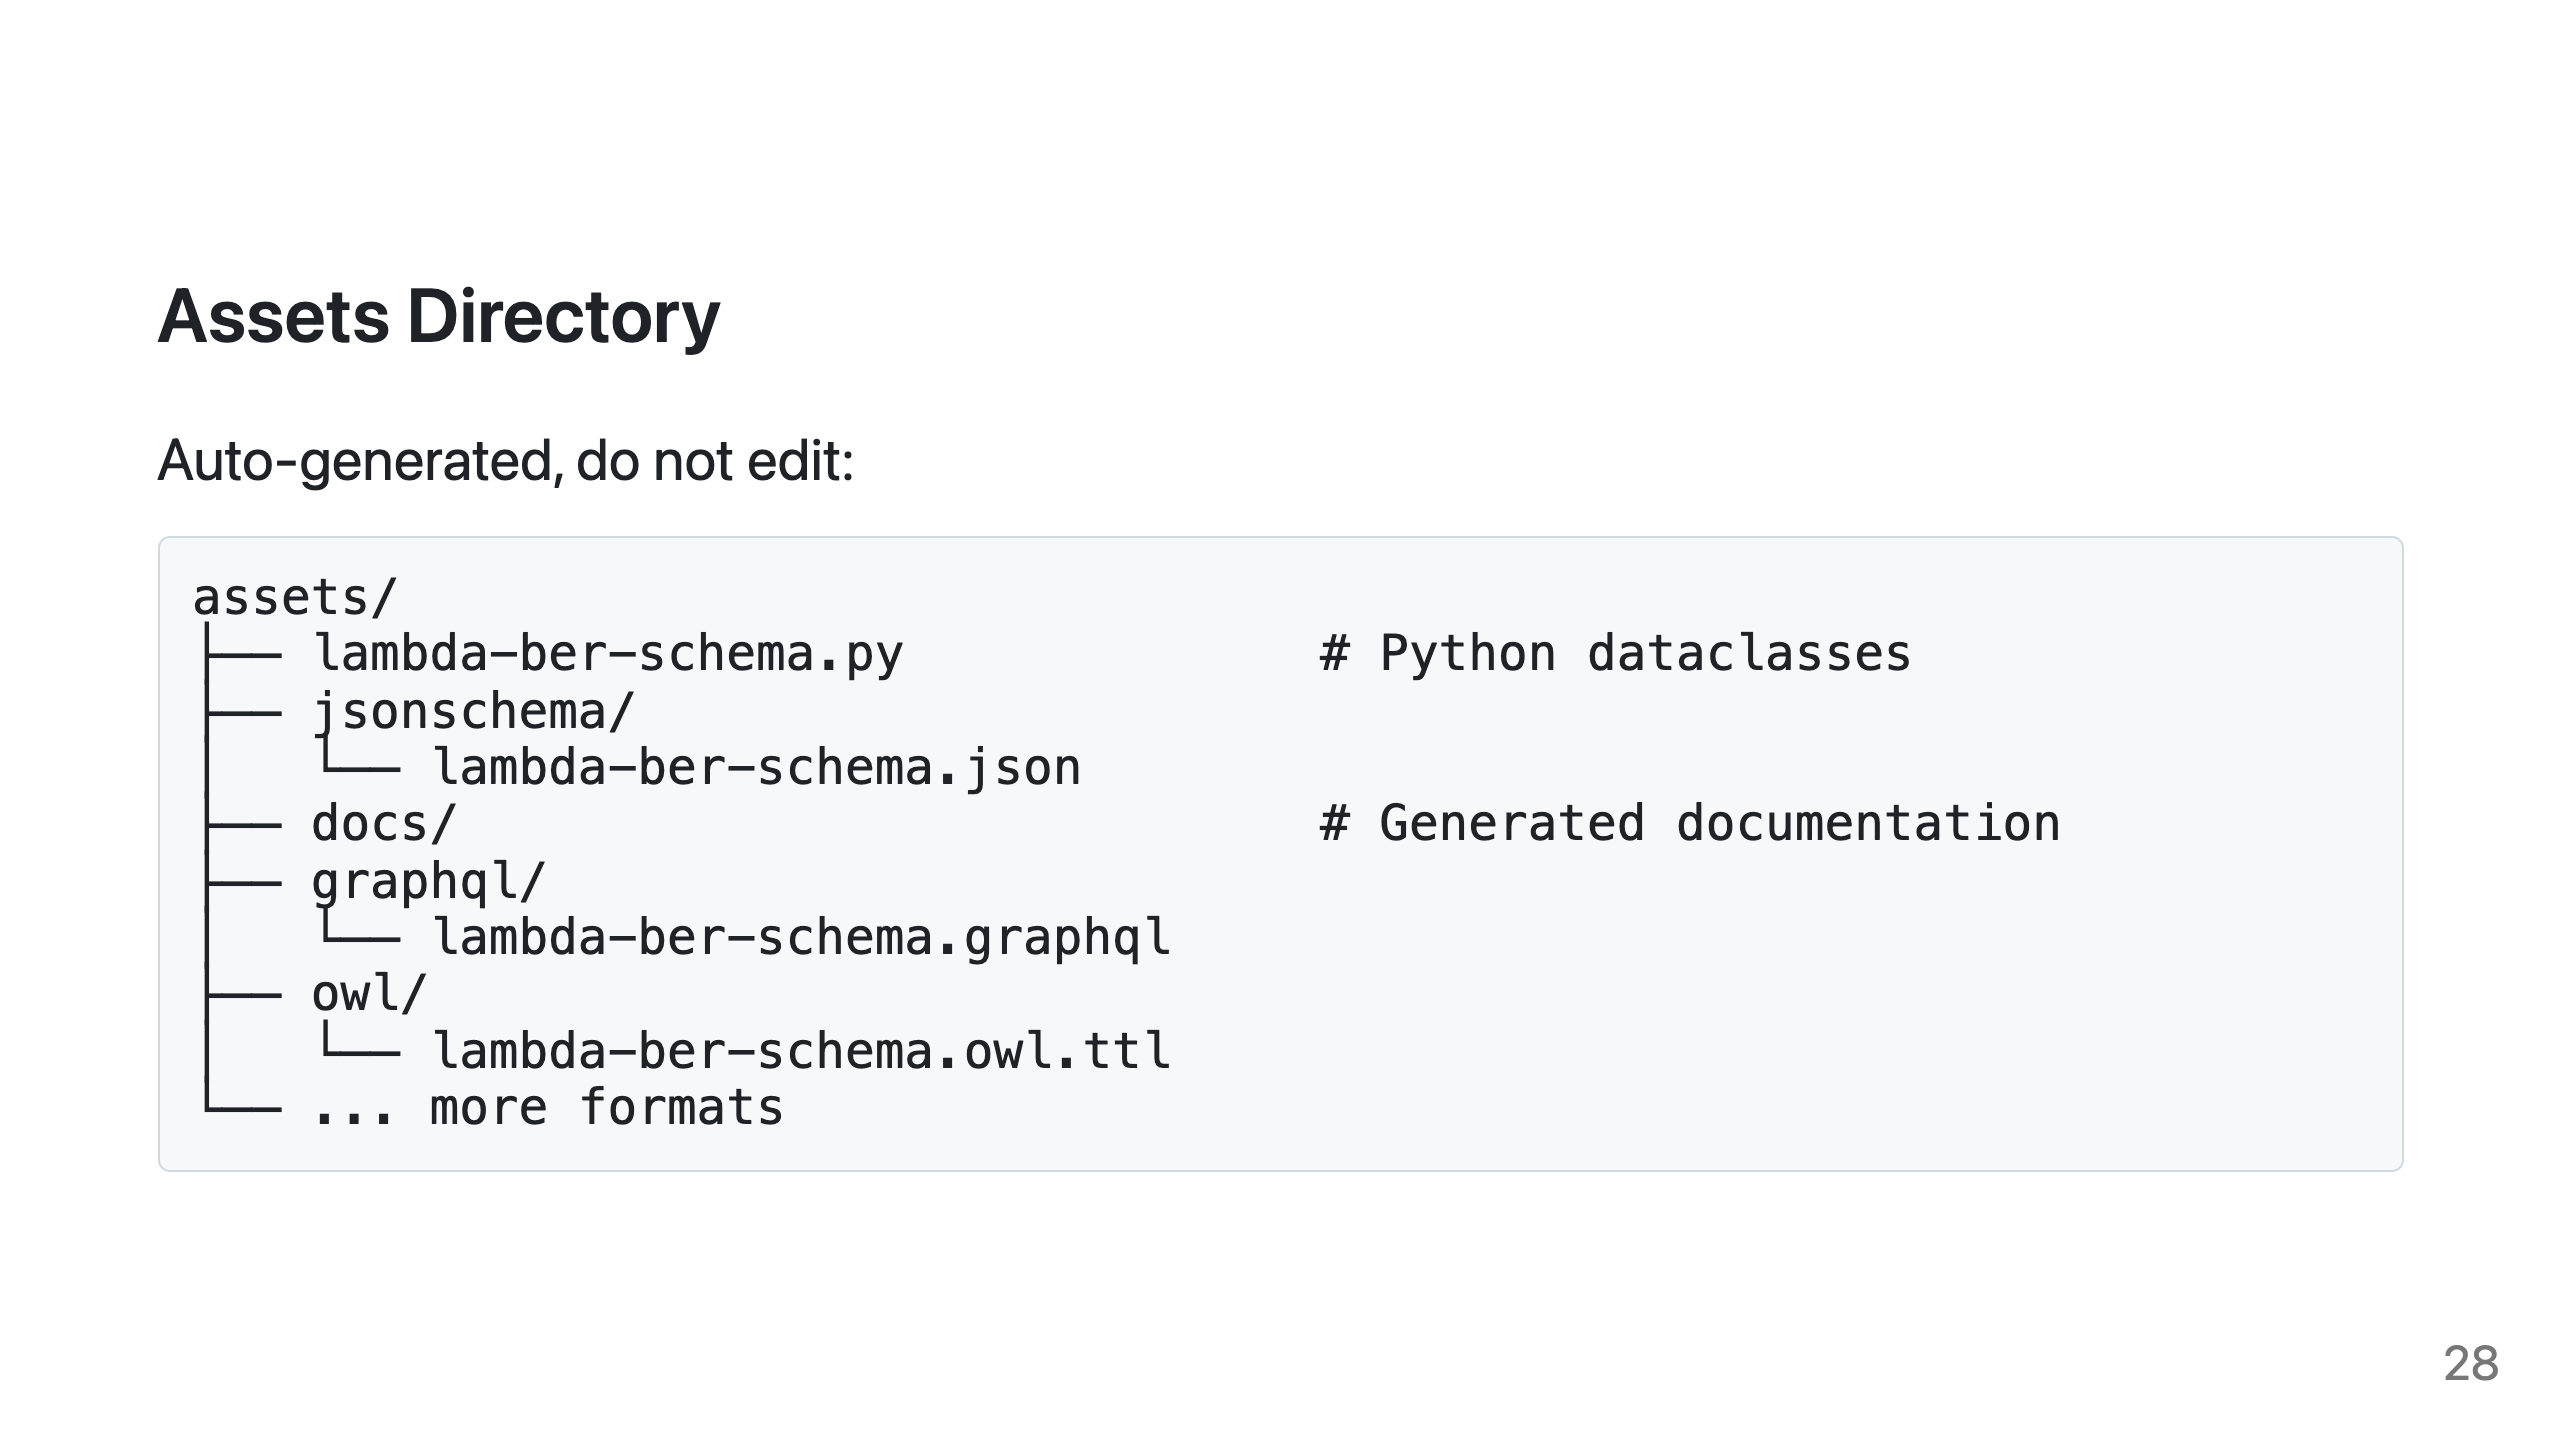 Assets Directory
Auto-generated, do not edit:
assets/
├── lambda-ber-schema.py              # Python dataclasses
├── jsonschema/
│   └── lambda-ber-schema.json
├── docs/                             # Generated documentation
├── graphql/
│   └── lambda-ber-schema.graphql
├── owl/
│   └── lambda-ber-schema.owl.ttl
└── ... more formats
28